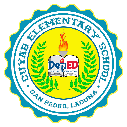 CUYAB ELEMENTARY SCHOOL
DepED
SAN PEDRO, LAGUNA